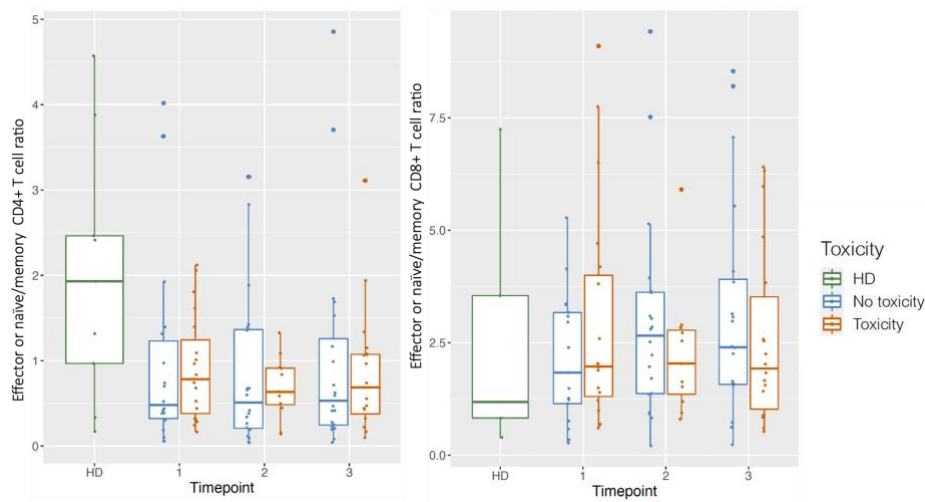 Effector or naïve/memory CD4+ T cell ratio
5
4
3
2
1
0
HD
1
2
3
Timepoint
Effector or naïve/memory CD8+ T cell ratio
7.5
5.0
2.5
0.0
HD
1
2
3
Timepoint
Toxicity
HD
No toxicity
Toxicity